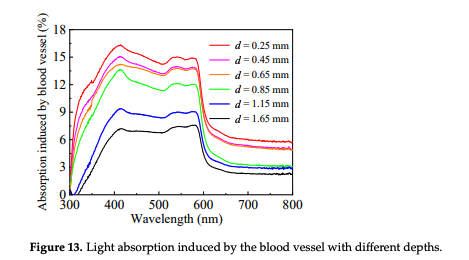 Absorption induced by blood vessel (%)
18
15
12
9
6
3
0
300 400 500 600 700 800
Wavelength (nm)
d = 0.25 mm
d = 0.45 mm
d = 0.65 mm
d = 0.85 mm
d = 1.15 mm
d = 1.65 mm
Figure 13. Light absorption induced by the blood vessel with different depths.